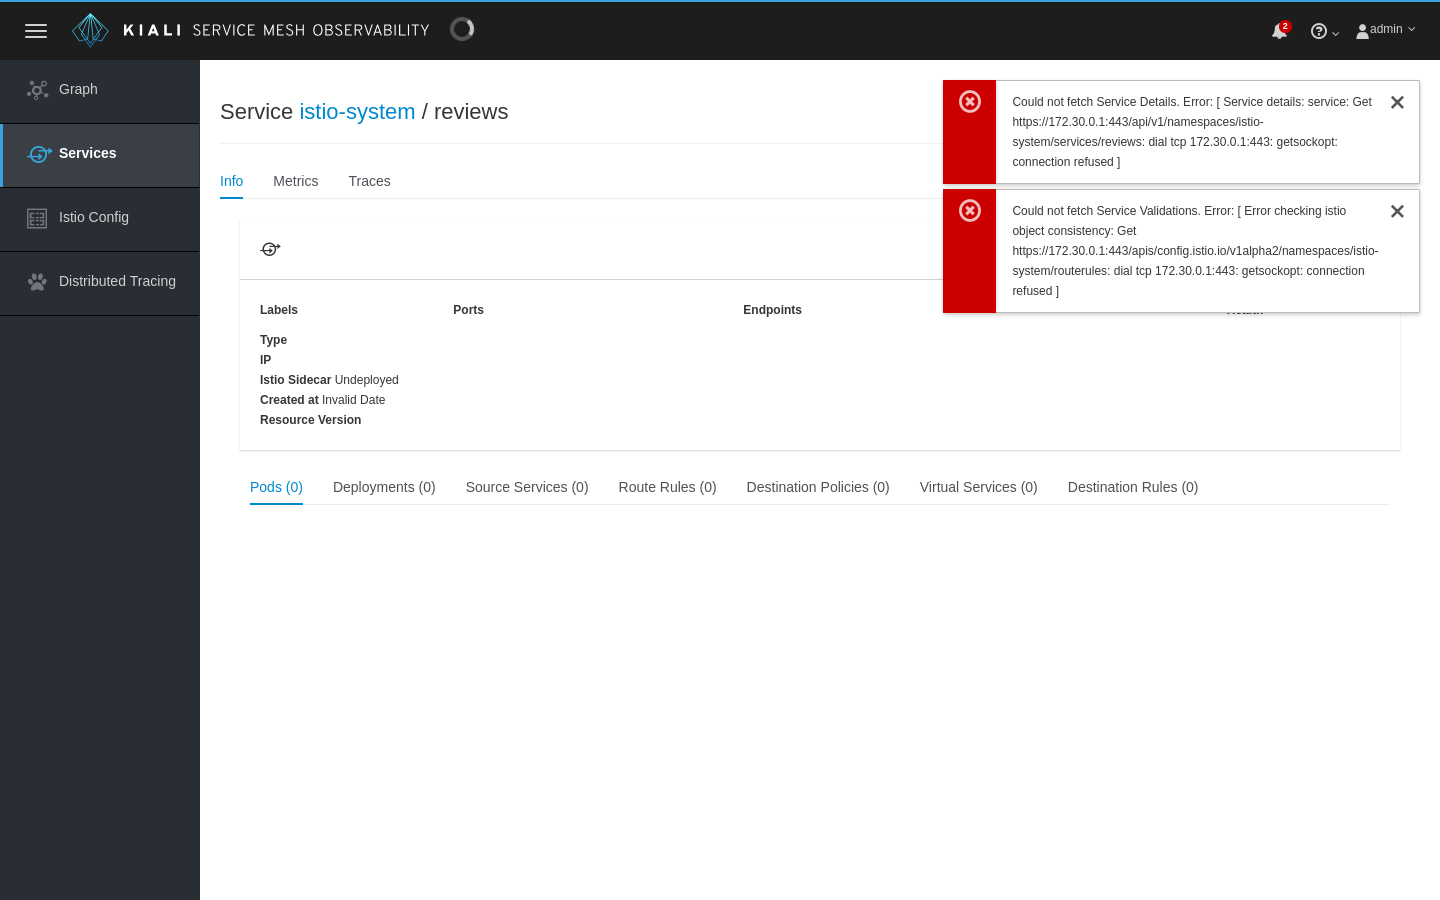 KIALI SERVICE MESH OBSERVABILITY
2
admin
Graph
Services
Istio Config
Distributed Tracing
Service istio-system / reviews
Info Metrics Traces
Could not fetch Service Details. Error: [ Service details: service: Get
https://172.30.0.1:443/api/v1/namespaces/istio-
system/services/reviews: dial tcp 172.30.0.1:443: getsockopt:
connection refused ]
Could not fetch Service Validations. Error: [ Error checking istio
object consistency: Get
https://172.30.0.1:443/apis/config.istio.io/v1alpha2/namespaces/istio-
system/routerules: dial tcp 172.30.0.1:443: getsockopt: connection
refused ]
Labels Ports Endpoints
Type
IP
Istio Sidecar Undeployed
Created at Invalid Date
Resource Version
Pods (0) Deployments (0) Source Services (0) Route Rules (0) Destination Policies (0) Virtual Services (0) Destination Rules (0)